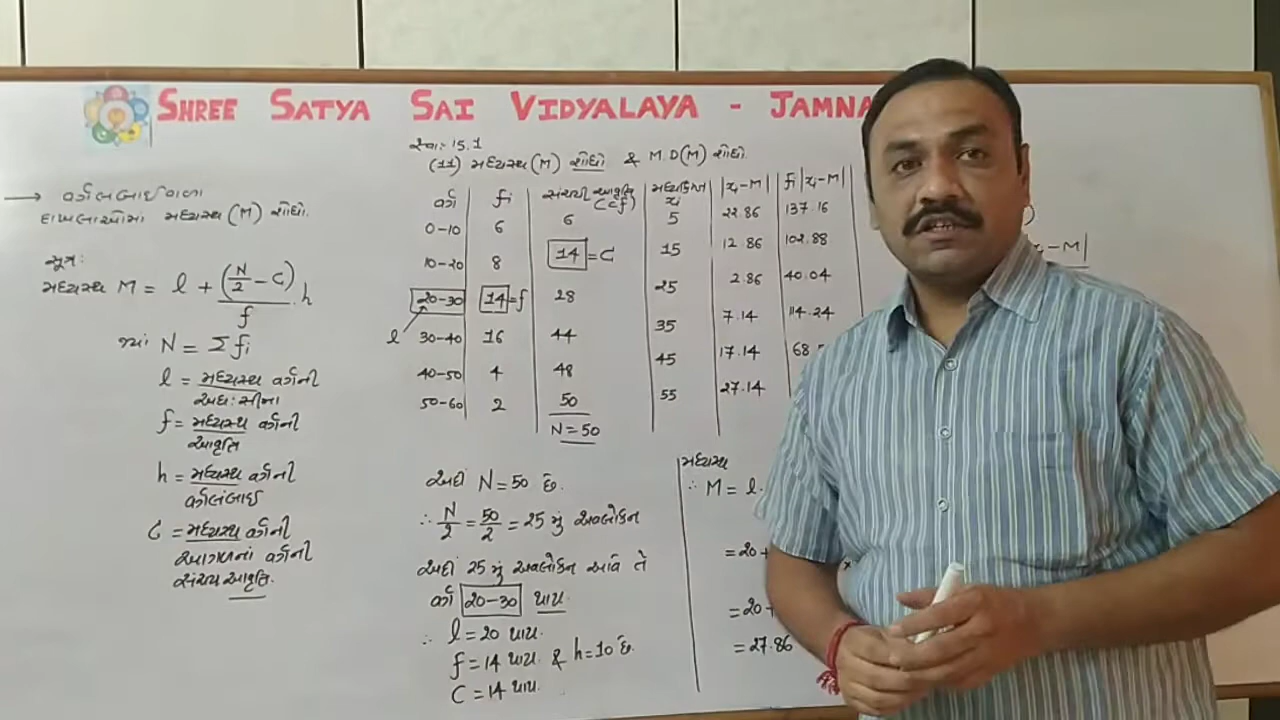 SHREE SATYA SAI VIDYALAYA - JAMNA
સ્વા: 15.1
(11) મધ્યસ્થ (M) શોધો & M.D(M) શોધો.
→ વર્ગલંબાઈવાળા
દાખલાઓમાં મધ્યસ્થ (M) શોધો.
સૂત્ર:
મધ્યસ્થ M = l + (N/2 - C)/f . h
જ્યાં N = Σfi
l = મધ્યસ્થ વર્ગની
અધ:સીમા
f = મધ્યસ્થ વર્ગની
આવૃત્તિ
h = મધ્યસ્થ વર્ગની
વર્ગલંબાઈ
C = મધ્યસ્થ વર્ગની
આગળનાં વર્ગની
સંચય આવૃત્તિ.
વર્ગ fi સંચયી આવૃત્તિ (cf) મધ્યકિંમત xi |xi-M| fi|xi-M|
0-10 6 6 5 22.86 137.16
10-20 8 14 = C 15 12.86 102.88
20-30 14 = f 28 25 2.86 40.04
l 30-40 16 44 35 7.14 114.24
40-50 4 48 45 17.14 68.
50-60 2 50 55 27.14
N = 50
અહીં N = 50 છે.
∴ N/2 = 50/2 = 25 મું અવલોકન
અહીં 25 મું અવલોકન આવે તે
વર્ગ 20-30 થાય.
∴ l = 20 થાય.
f = 14 થાય & h = 10 છે.
C = 14 થાય.
મધ્યસ્થ
∴ M = l.
= 20 +
= 20 +
= 27.86
- M|